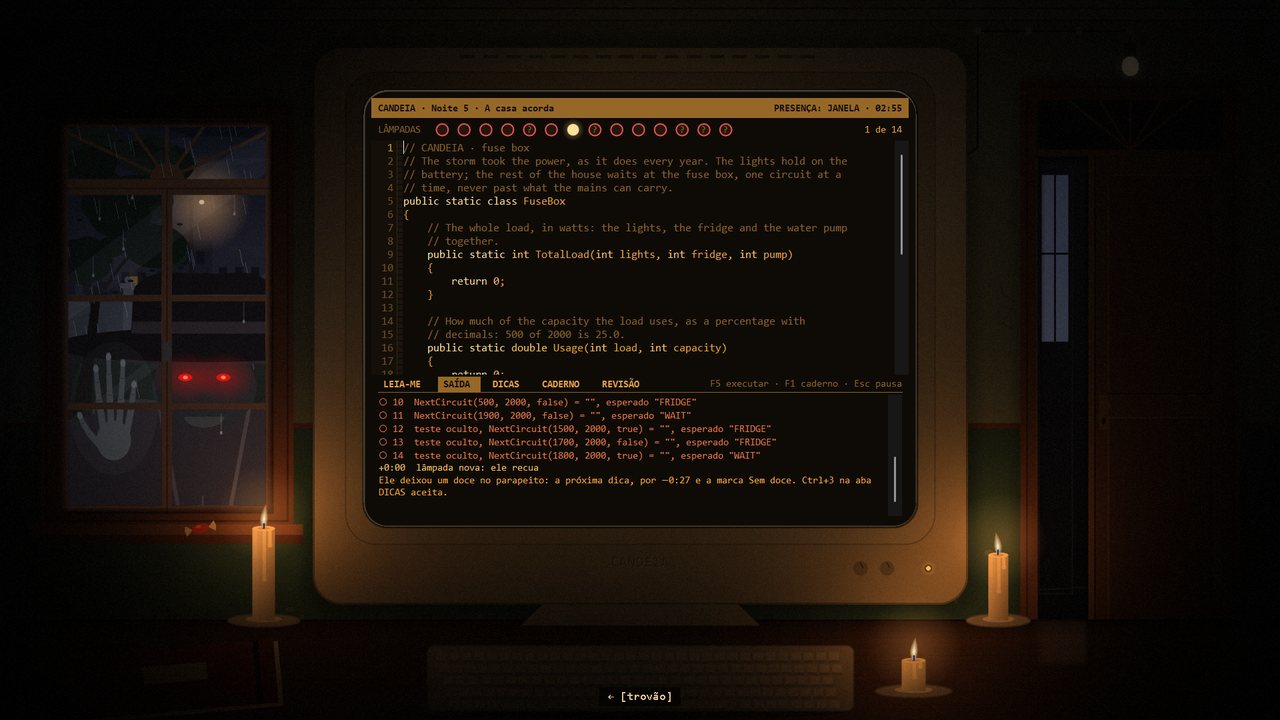 CANDEIA · Noite 5 · A casa acorda
PRESENÇA: JANELA · 02:55
LÂMPADAS ? ? ? ? ? 1 de 14
1 // CANDEIA · fuse box
2 // The storm took the power, as it does every year. The lights hold on the
3 // battery; the rest of the house waits at the fuse box, one circuit at a
4 // time, never past what the mains can carry.
5 public static class FuseBox
6 {
7 // The whole load, in watts: the lights, the fridge and the water pump
8 // together.
9 public static int TotalLoad(int lights, int fridge, int pump)
10 {
11 return 0;
12 }
13
14 // How much of the capacity the load uses, as a percentage with
15 // decimals: 500 of 2000 is 25.0.
16 public static double Usage(int load, int capacity)
17 {
18 return 0;
LEIA-ME SAÍDA DICAS CADERNO REVISÃO F5 executar · F1 caderno · Esc pausa
10 NextCircuit(500, 2000, false) = "", esperado "FRIDGE"
11 NextCircuit(1900, 2000, false) = "", esperado "WAIT"
12 teste oculto, NextCircuit(1500, 2000, true) = "", esperado "FRIDGE"
13 teste oculto, NextCircuit(1700, 2000, false) = "", esperado "FRIDGE"
14 teste oculto, NextCircuit(1800, 2000, true) = "", esperado "WAIT"
+0:00 lâmpada nova: ele recua
Ele deixou um doce no parapeito: a próxima dica, por −0:27 e a marca Sem doce. Ctrl+3 na aba
DICAS aceita.
CANDEIA
← [trovão]